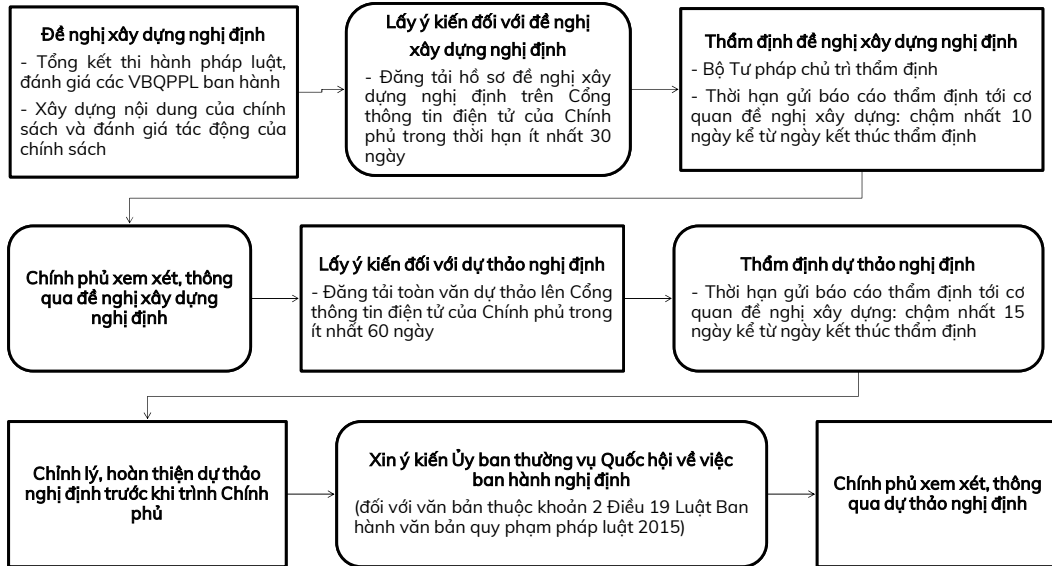 Đề nghị xây dựng nghị định
- Tổng kết thi hành pháp luật,
đánh giá các VBQPPL ban hành
- Xây dựng nội dung của chính
sách và đánh giá tác động của
chính sách
Lấy ý kiến đối với đề nghị
xây dựng nghị định
- Đăng tải hồ sơ đề nghị xây
dựng nghị định trên Cổng
thông tin điện tử của Chính
phủ trong thời hạn ít nhất 30
ngày
Thẩm định đề nghị xây dựng nghị định
- Bộ Tư pháp chủ trì thẩm định
- Thời hạn gửi báo cáo thẩm định tới cơ
quan đề nghị xây dựng: chậm nhất 10
ngày kể từ ngày kết thúc thẩm định
Chính phủ xem xét, thông
qua đề nghị xây dựng
nghị định
Lấy ý kiến đối với dự thảo nghị định
- Đăng tải toàn văn dự thảo lên Cổng
thông tin điện tử của Chính phủ trong
ít nhất 60 ngày
Thẩm định dự thảo nghị định
- Thời hạn gửi báo cáo thẩm định tới cơ
quan đề nghị xây dựng: chậm nhất 15
ngày kể từ ngày kết thúc thẩm định
Chỉnh lý, hoàn thiện dự thảo
nghị định trước khi trình Chính
phủ
Xin ý kiến Ủy ban thường vụ Quốc hội về việc
ban hành nghị định
(đối với văn bản thuộc khoản 2 Điều 19 Luật Ban
hành văn bản quy phạm pháp luật 2015)
Chính phủ xem xét, thông
qua dự thảo nghị định